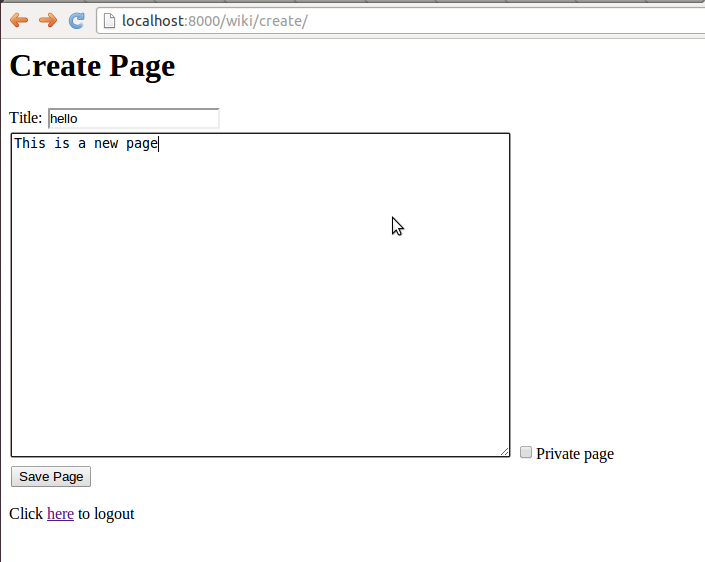 localhost:8000/wiki/create/
Create Page
Title: hello
This is a new page
Private page
Save Page
Click here to logout